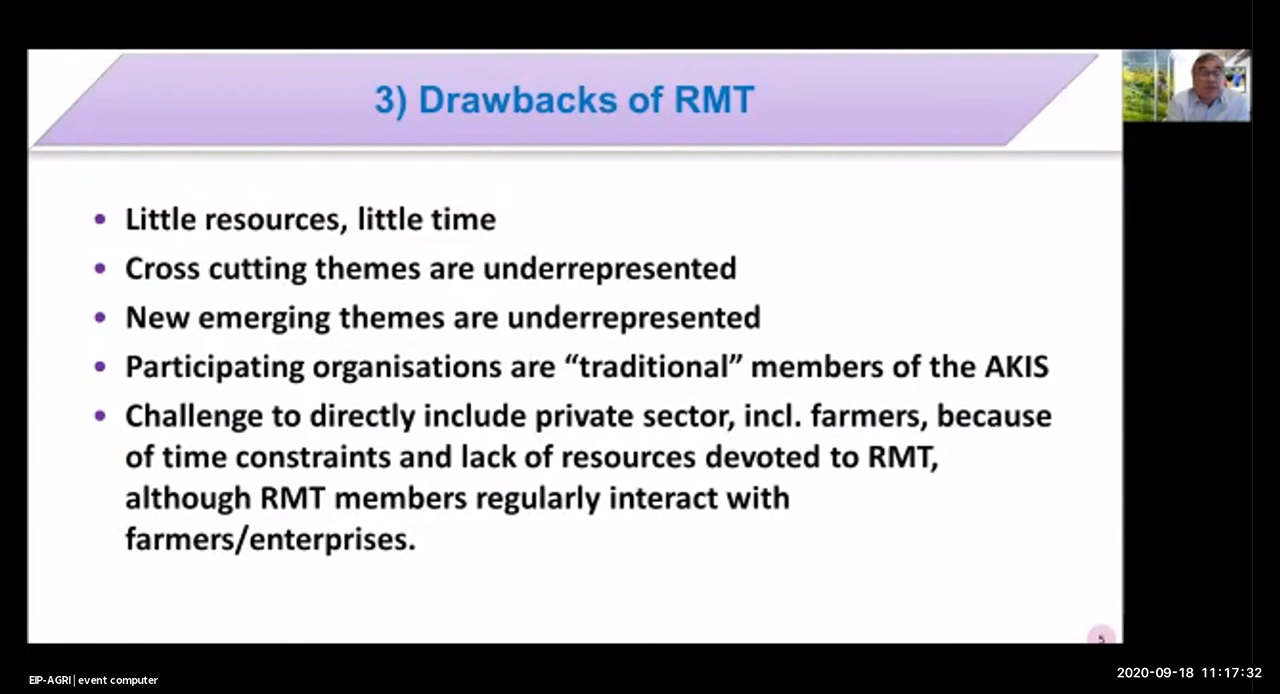 3) Drawbacks of RMT
• Little resources, little time
• Cross cutting themes are underrepresented
• New emerging themes are underrepresented
• Participating organisations are “traditional” members of the AKIS
• Challenge to directly include private sector, incl. farmers, because
of time constraints and lack of resources devoted to RMT,
although RMT members regularly interact with
farmers/enterprises.
5
EIP-AGRI| event computer
2020-09-18 11:17:32